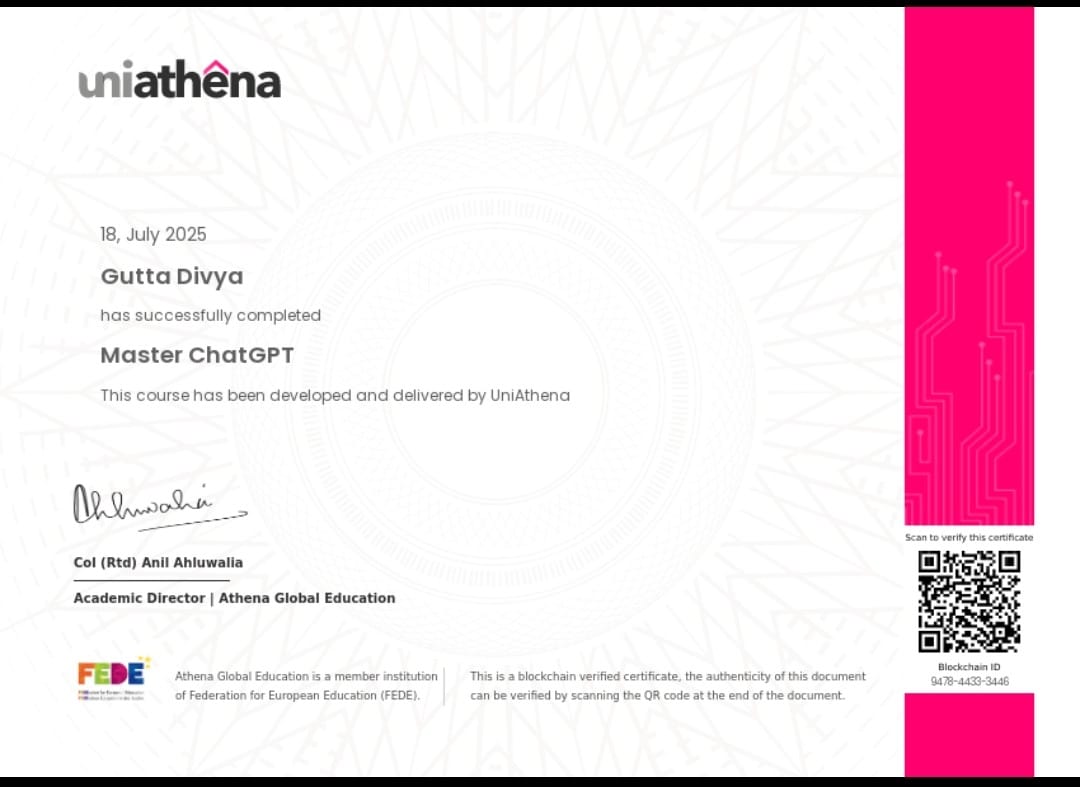 uniathena
18, July 2025
Gutta Divya
has successfully completed
Master ChatGPT
This course has been developed and delivered by UniAthena
Ahluwalia
Col (Rtd) Anil Ahluwalia
Academic Director | Athena Global Education
FEDE
Athena Global Education is a member institution
of Federation for European Education (FEDE).
This is a blockchain verified certificate, the authenticity of this document
can be verified by scanning the QR code at the end of the document.
Scan to verify this certificate
Blockchain ID
9478-4433-3446